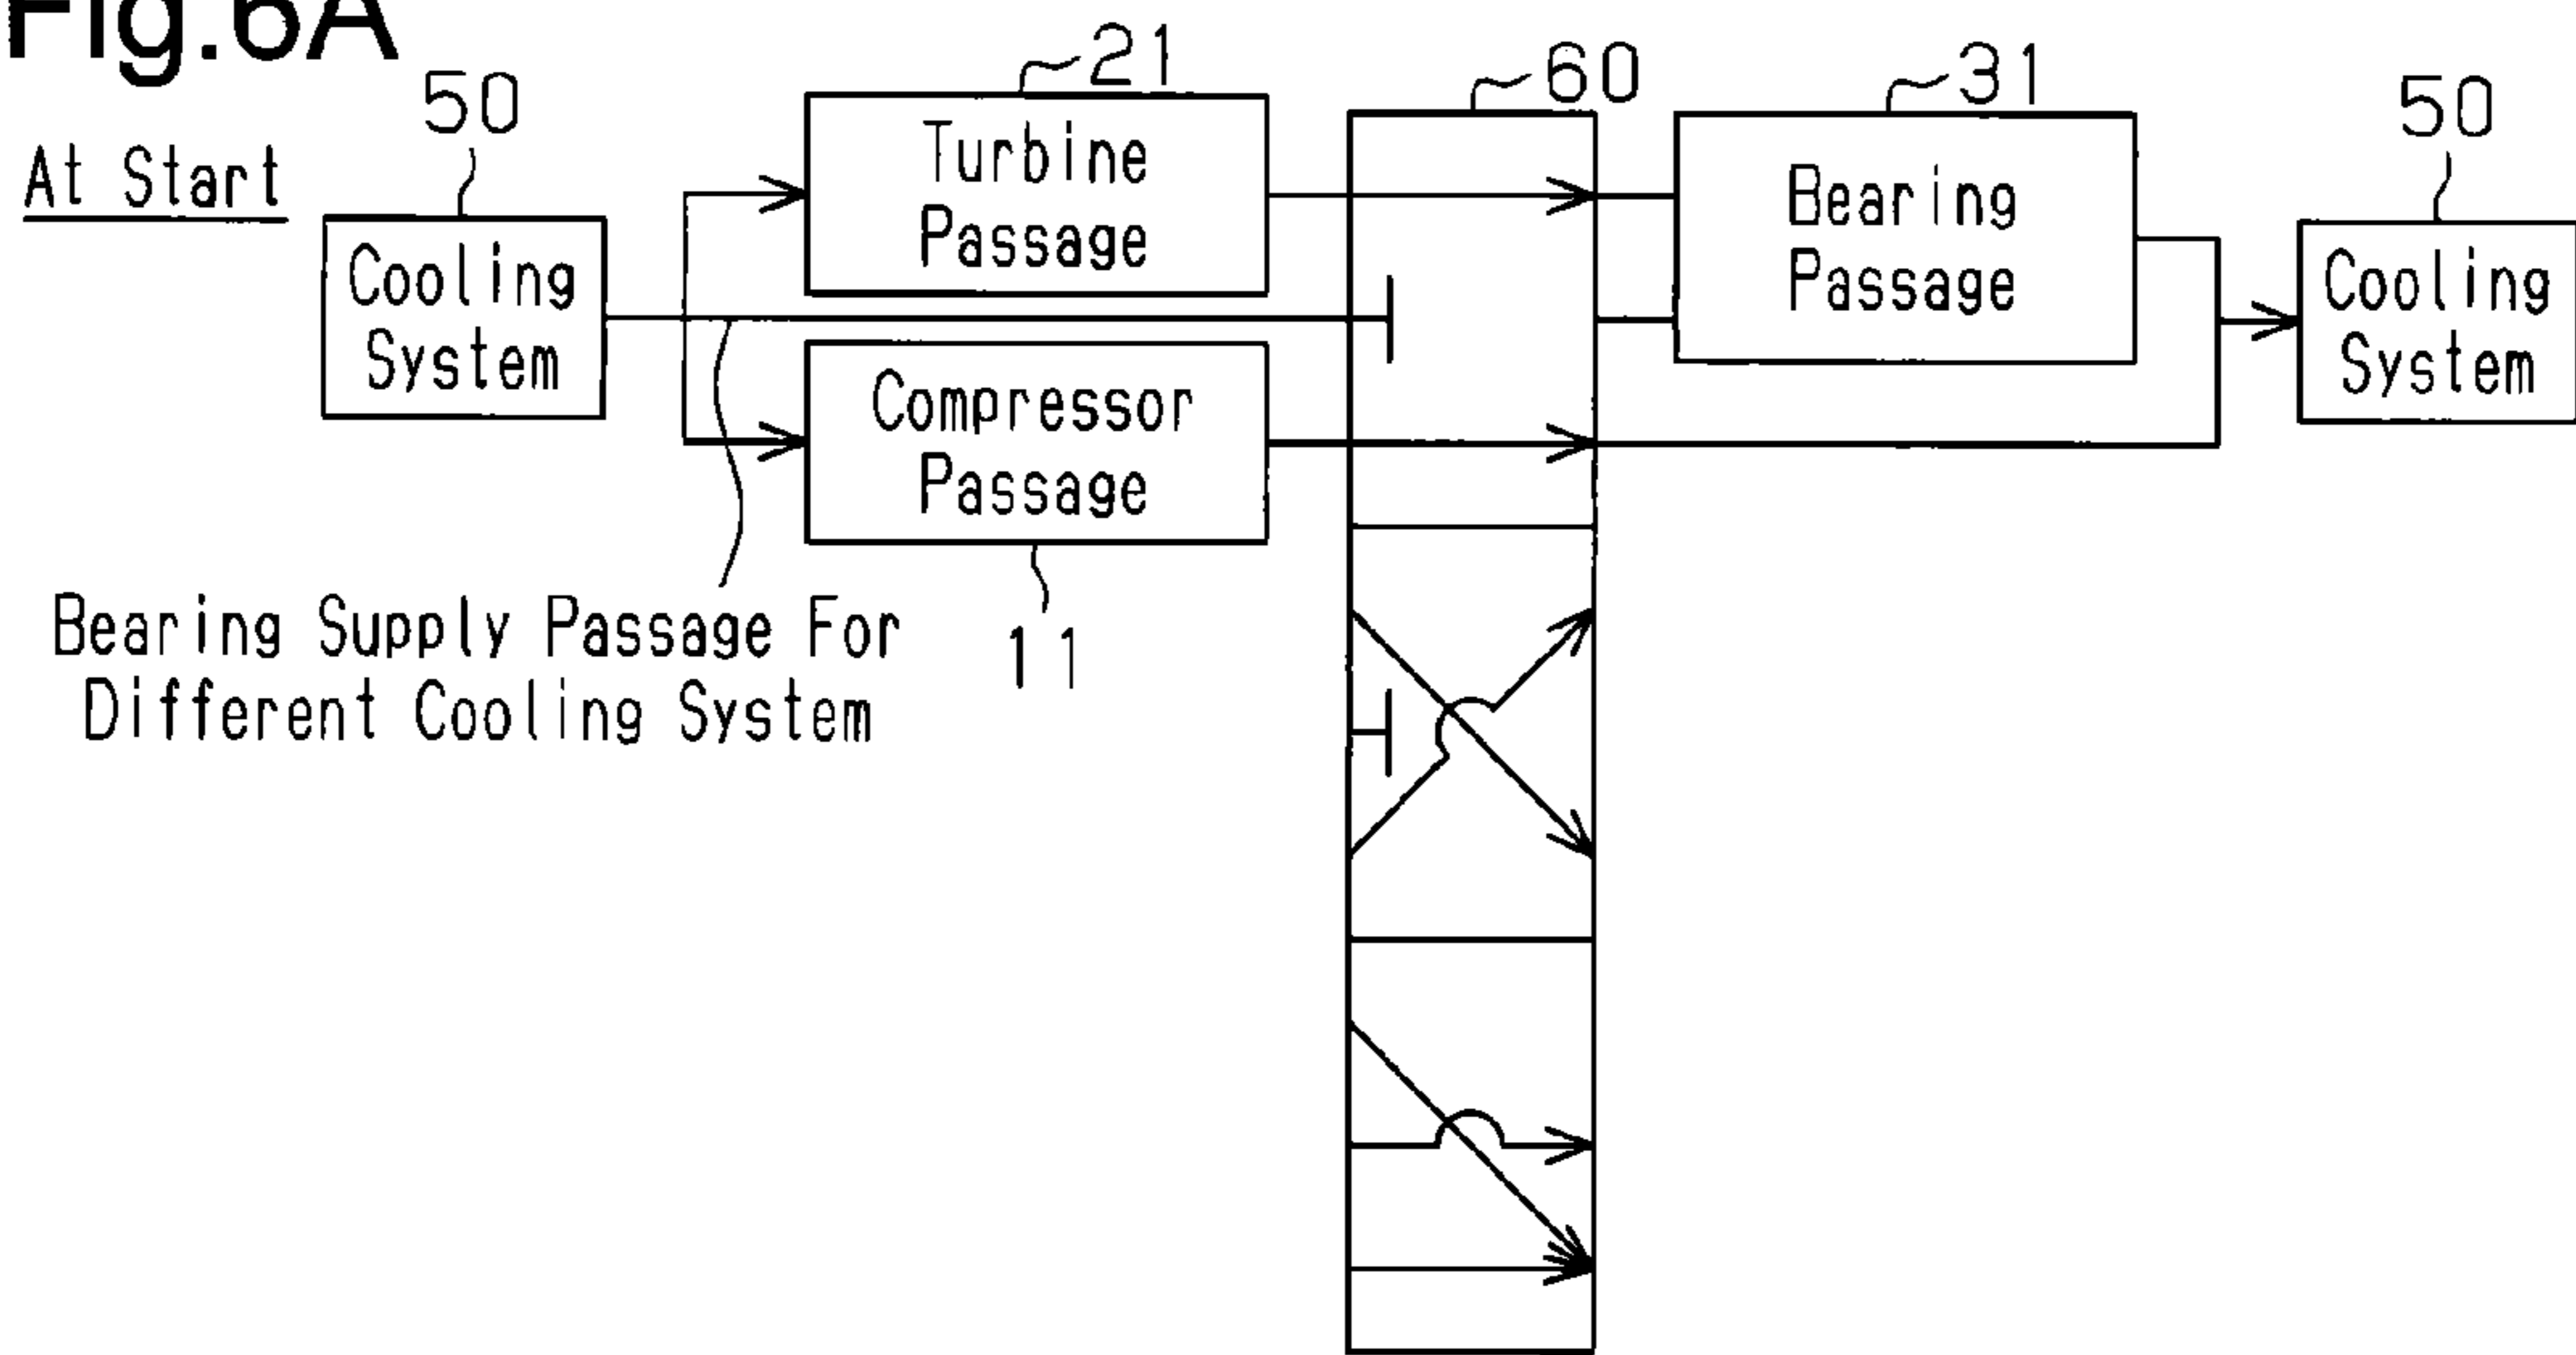 Fig.6A
At Start
50
21
60
31
50
Cooling
System
Turbine
Passage
Bearing
Passage
Cooling
System
Compressor
Passage
11
Bearing Supply Passage For
Different Cooling System